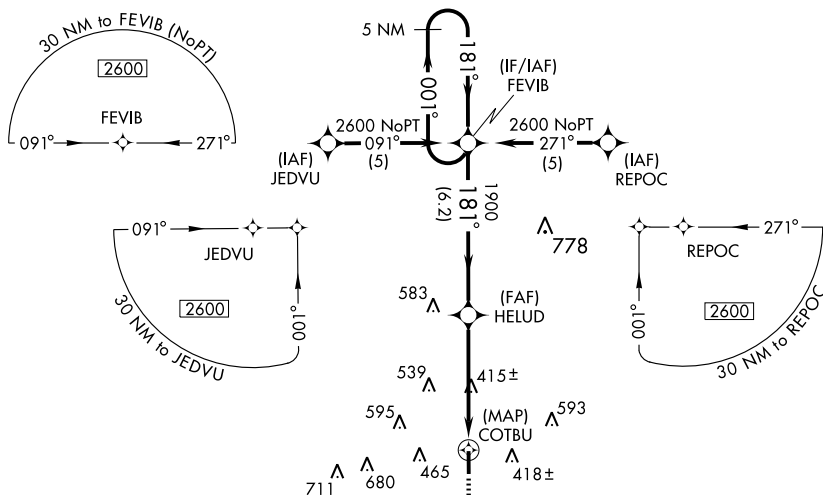 30 NM to FEVIB (NoPT)
2600
FEVIB
091°
271°
5 NM
001°
181°
(IF/IAF)
FEVIB
2600 NoPT
091°
(5)
(IAF)
JEDVU
2600 NoPT
271°
(5)
(IAF)
REPOC
1900
181°
(6.2)
778
091°
JEDVU
2600
001°
30 NM to JEDVU
271°
REPOC
2600
001°
30 NM to REPOC
583
(FAF)
HELUD
539
415±
595
593
(MAP)
COTBU
711
680
465
418±